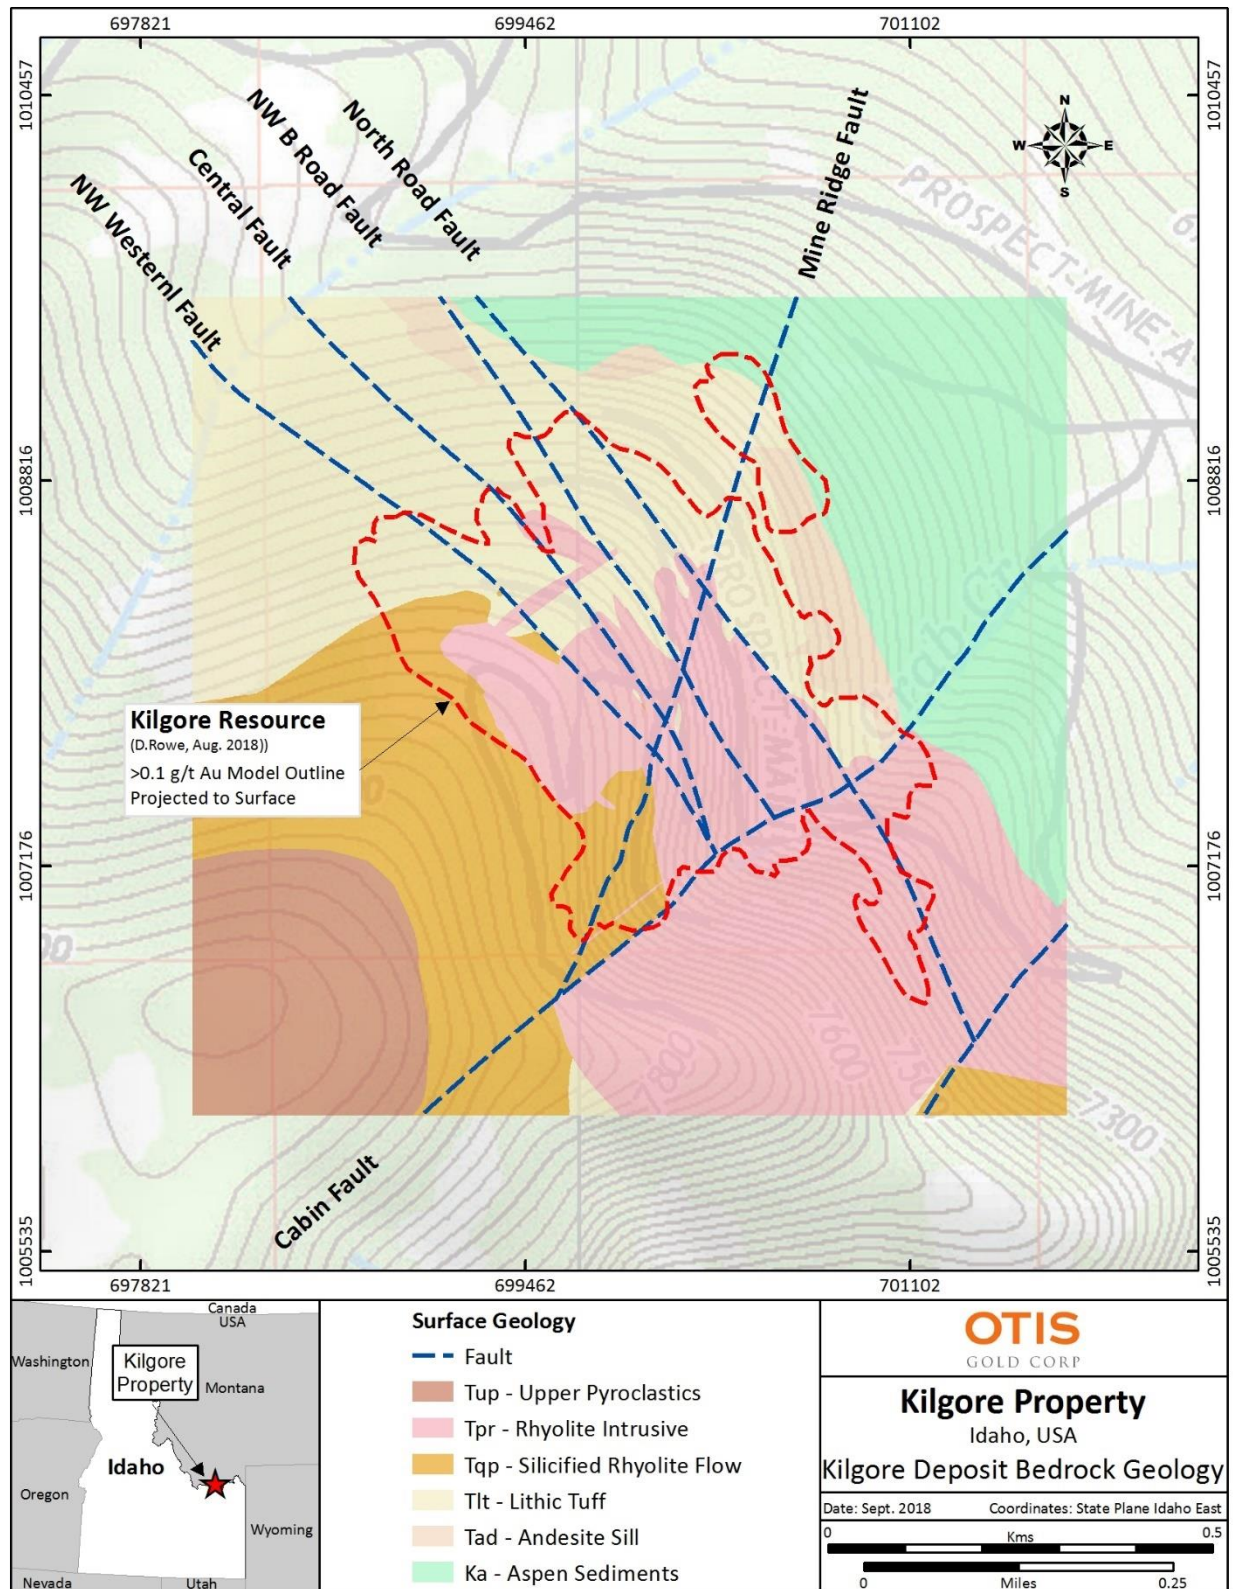 697821
699462
701102
1010457
1010457
North Road Fault
NW B Road Fault
Central Fault
NW Westernl Fault
Mine Ridge Fault
N
W
E
S
PROSPECT MINE A
1008816
1008816
PROSPECT MI
Kilgore Resource
(D.Rowe, Aug. 2018))
>0.1 g/t Au Model Outline
Projected to Surface
1007176
1007176
00
7600
7300
Cabin Fault
1005535
1005535
697821
699462
701102
Canada
USA
Washington
Kilgore
Property
Montana
Idaho
Oregon
Wyoming
Nevada
Utah
Surface Geology
Fault
Tup - Upper Pyroclastics
Tpr - Rhyolite Intrusive
Tqp - Silicified Rhyolite Flow
Tlt - Lithic Tuff
Tad - Andesite Sill
Ka - Aspen Sediments
OTIS
GOLD CORP
Kilgore Property
Idaho, USA
Kilgore Deposit Bedrock Geology
Date: Sept. 2018 Coordinates: State Plane Idaho East
0 Kms 0.5
0 Miles 0.25